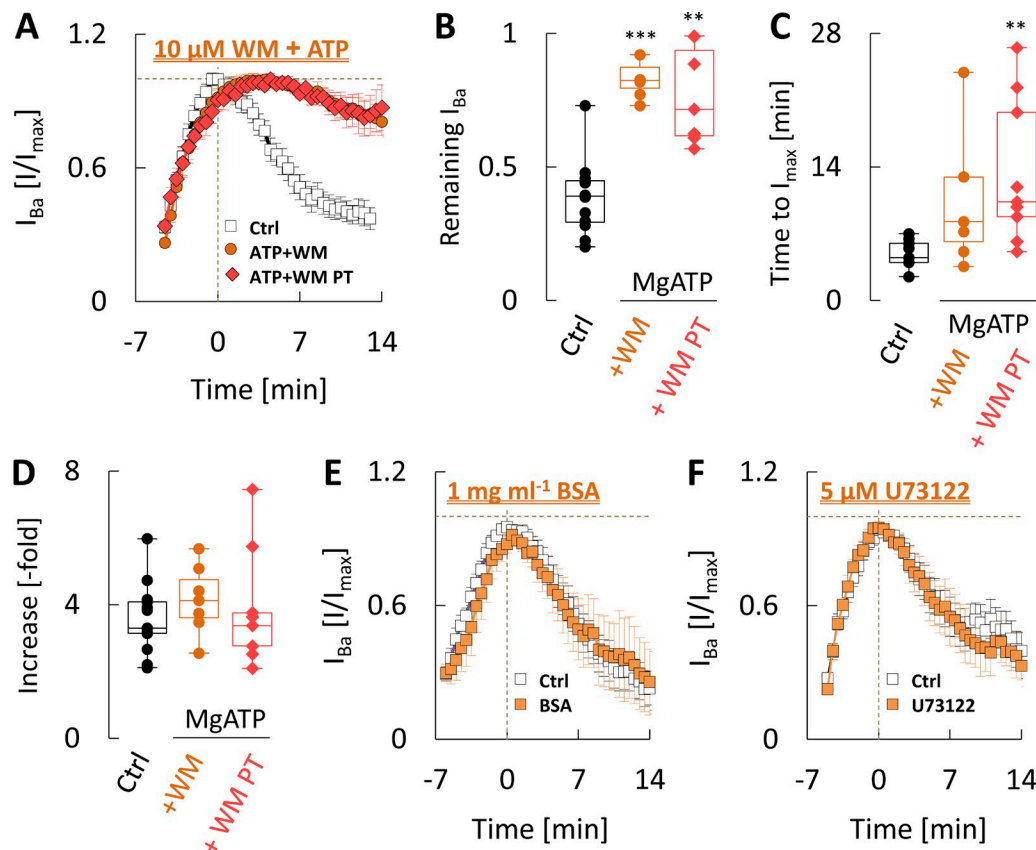 A
10 µM WM + ATP
1.2
0.6
0
I_Ba [I/I_max]
Ctrl
ATP+WM
ATP+WM PT
-7
0
7
14
Time [min]
B
Remaining I_Ba
1
0.5
0
***
**
MgATP
Ctrl
+WM
+ WM PT
C
Time to I_max [min]
28
14
0
**
MgATP
Ctrl
+WM
+ WM PT
D
Increase [-fold]
8
4
0
MgATP
Ctrl
+WM
+ WM PT
E
1 mg ml⁻¹ BSA
1.2
0.6
0
I_Ba [I/I_max]
Ctrl
BSA
-7
0
7
14
Time [min]
F
5 µM U73122
1.2
0.6
0
I_Ba [I/I_max]
Ctrl
U73122
-7
0
7
14
Time [min]